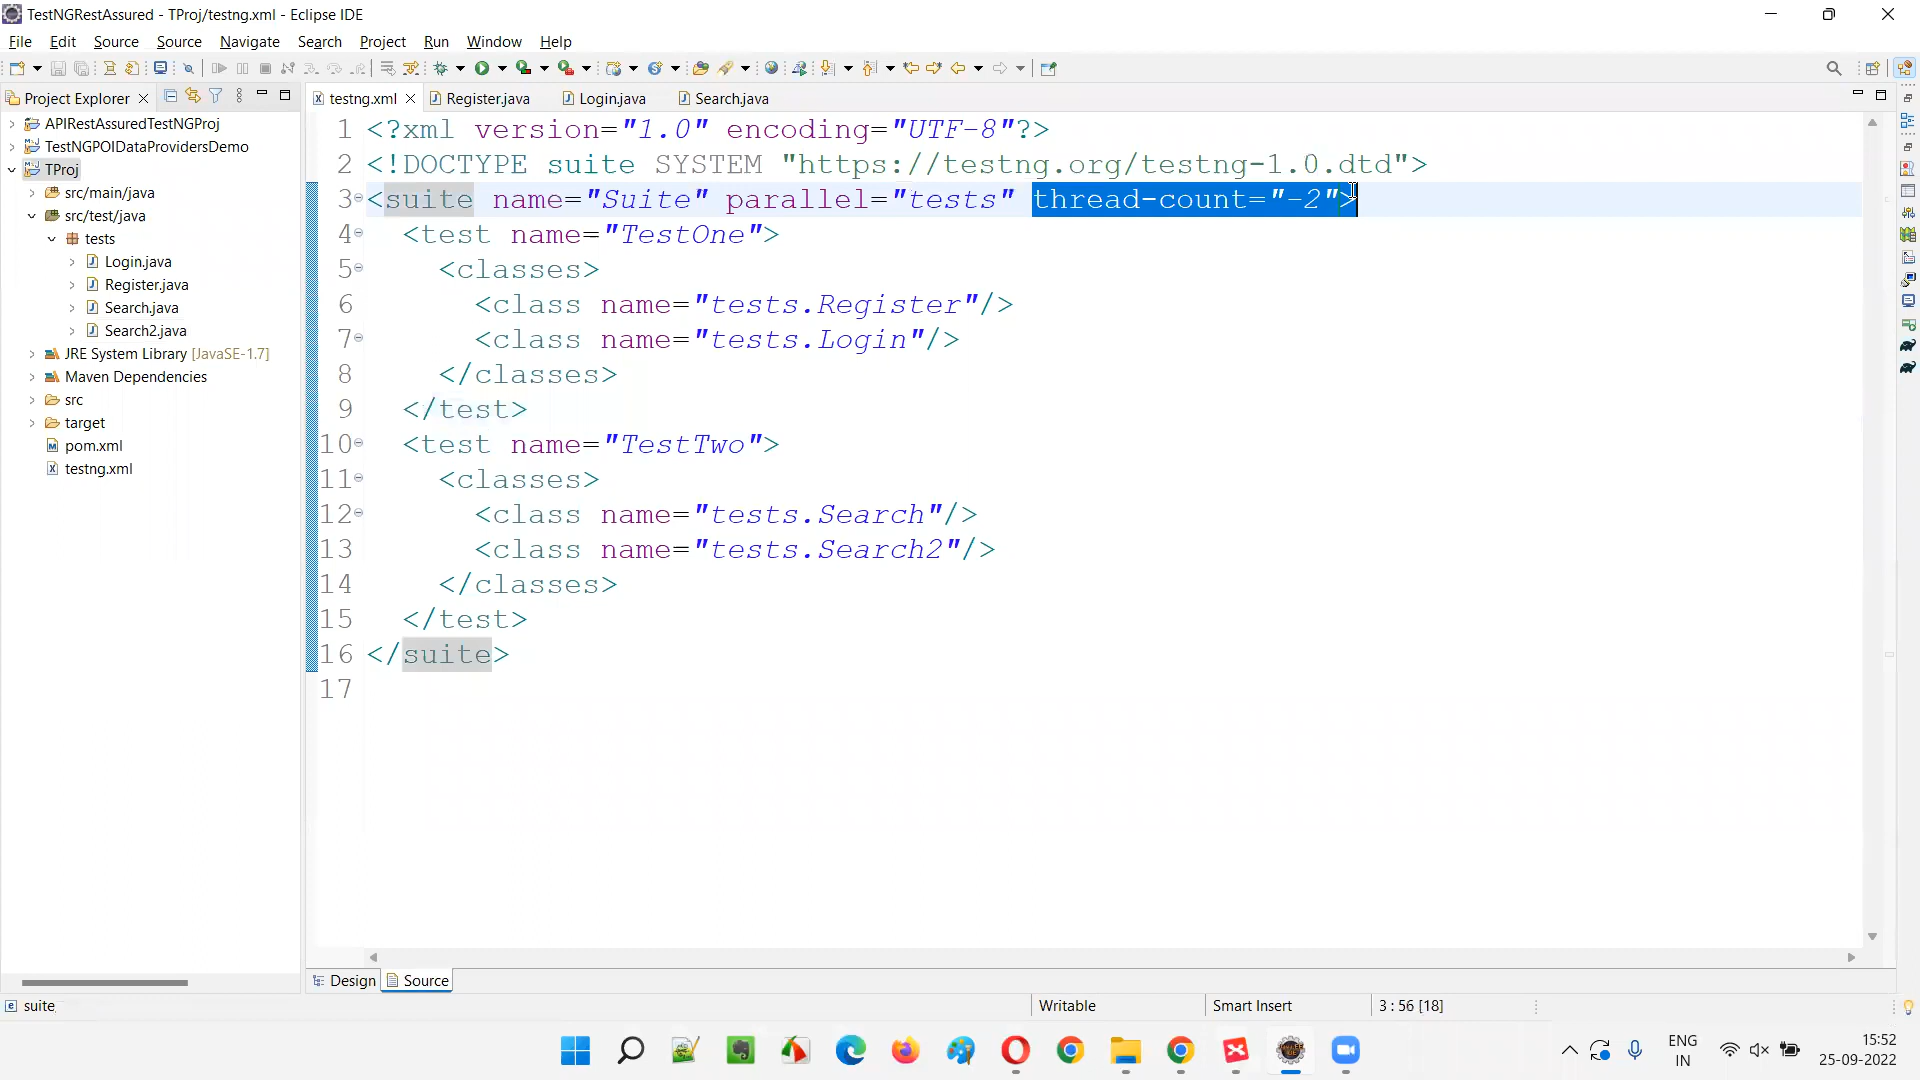 TestNGRestAssured - TProj/testng.xml - Eclipse IDE
File Edit Source Source Navigate Search Project Run Window Help
Project Explorer
testng.xml Register.java Login.java Search.java
APIRestAssuredTestNGProj
TestNGPOIDataProvidersDemo
TProj
src/main/java
src/test/java
tests
Login.java
Register.java
Search.java
Search2.java
JRE System Library [JavaSE-1.7]
Maven Dependencies
src
target
pom.xml
testng.xml
1 <?xml version="1.0" encoding="UTF-8"?>
2 <!DOCTYPE suite SYSTEM "https://testng.org/testng-1.0.dtd">
3 <suite name="Suite" parallel="tests" thread-count="-2">
4 <test name="TestOne">
5 <classes>
6 <class name="tests.Register"/>
7 <class name="tests.Login"/>
8 </classes>
9 </test>
10 <test name="TestTwo">
11 <classes>
12 <class name="tests.Search"/>
13 <class name="tests.Search2"/>
14 </classes>
15 </test>
16 </suite>
17
Design Source
suite Writable Smart Insert 3 : 56 [18]
ENG
IN
15:52
25-09-2022